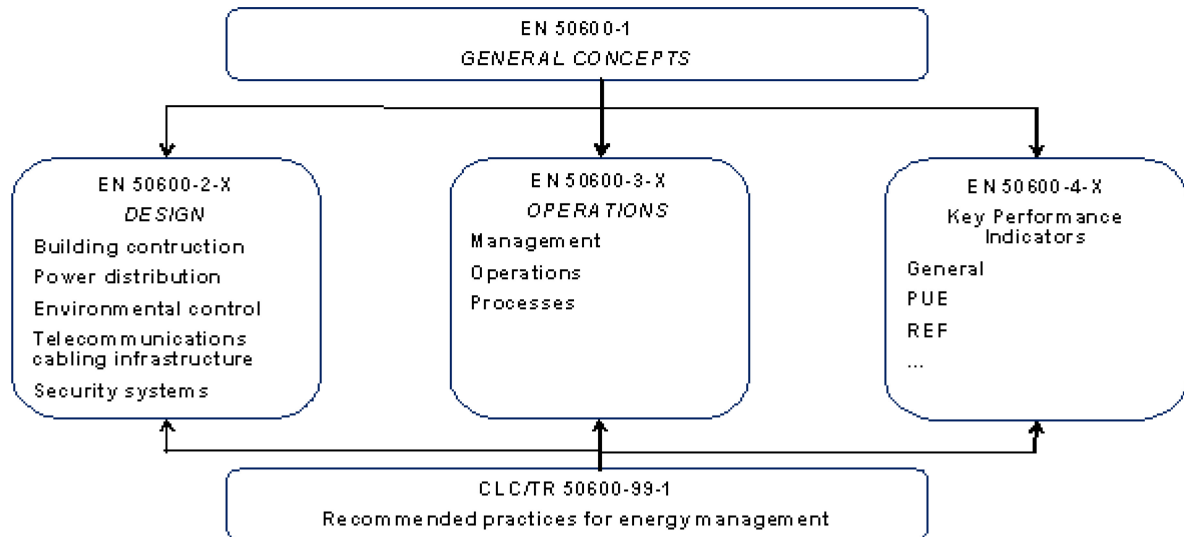 EN 50600-1
GENERAL CONCEPTS
EN 50600-2-X
DESIGN
Building contruction
Power distribution
Environmental control
Telecommunications
cabling infrastructure
Security systems
EN 50600-3-X
OPERATIONS
Management
Operations
Processes
EN 50600-4-X
Key Performance
Indicators
General
PUE
REF
...
CLC/TR 50600-99-1
Recommended practices for energy management